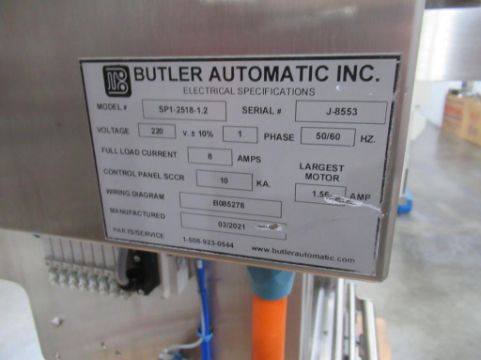 BUTLER AUTOMATIC INC.
ELECTRICAL SPECIFICATIONS
MODEL # SP1-2518-1.2 SERIAL # J-8553
VOLTAGE 220 V. ± 10% 1 PHASE 50/60 HZ.
FULL LOAD CURRENT 8 AMPS
LARGEST
CONTROL PANEL SCCR 10 KA. MOTOR
WIRING DIAGRAM B085278 1.56 AMP
MANUFACTURED 03/2021
PARTS/SERVICE 1-508-923-0544 www.butlerautomatic.com